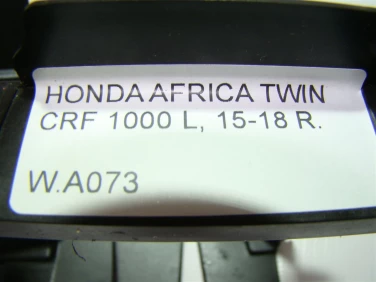 HONDA AFRICA TWIN
CRF 1000 L, 15-18 R.
W.A073